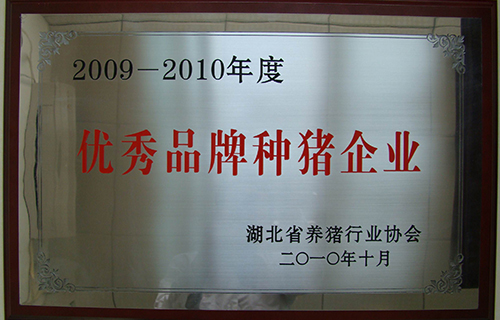 2009－2010年度
优秀品牌种猪企业
湖北省养猪行业协会
二〇一〇年十月